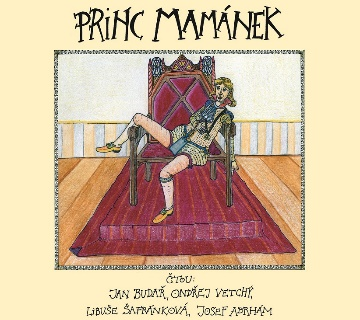 PRINC MAMÁNEK
ČTOU:
JAN BUDAŘ, ONDŘEJ VETCHÝ,
LIBUŠE ŠAFRÁNKOVÁ, JOSEF ABRHÁM